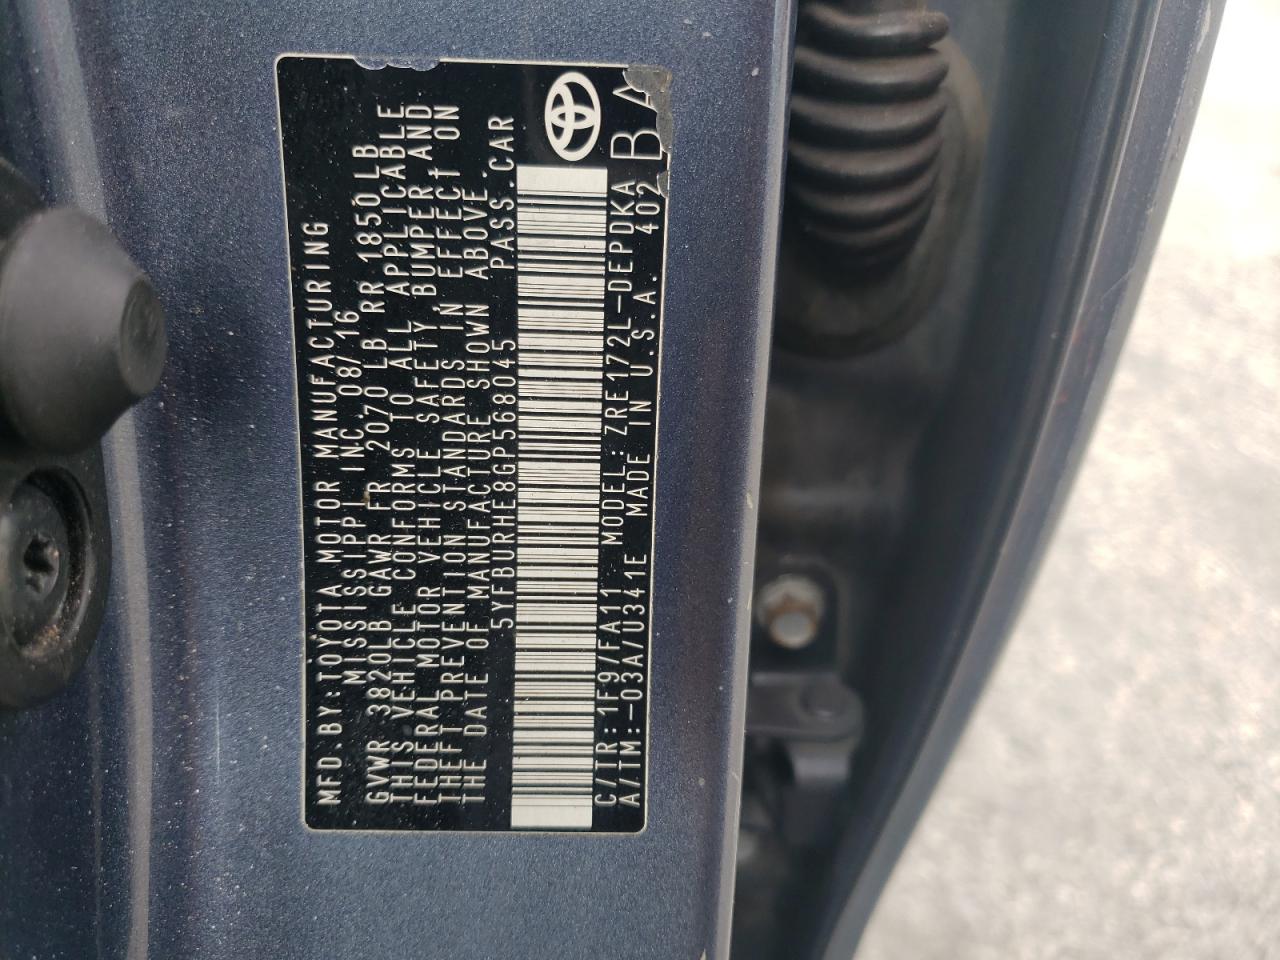 MFD.BY:TOYOTA MOTOR MANUFACTURING
MISSISSIPPI INC. 08/16
GVWR 3820LB GAWR FR 2070 LB RR 1850LB
THIS VEHICLE CONFORMS TO ALL APPLICABLE
FEDERAL MOTOR VEHICLE SAFETY BUMPER AND
THEFT PREVENTION STANDARDS IN EFFECT ON
THE DATE OF MANUFACTURE SHOWN ABOVE.
5YFBURHE8GP568045 PASS.CAR
C/TR:1F9/FA11 MODEL:ZRE172L-DEPDKA
A/TM:-03A/U341E MADE IN U.S.A. 402 BA